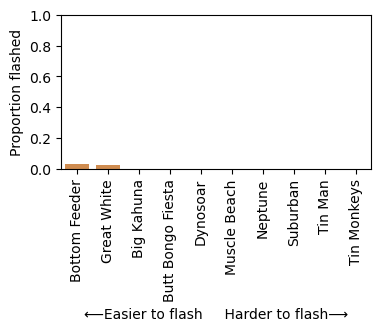 1.0
0.8
0.6
0.4
0.2
0.0
Proportion flashed
Bottom Feeder
Great White
Big Kahuna
Butt Bongo Fiesta
Dynosoar
Muscle Beach
Neptune
Suburban
Tin Man
Tin Monkeys
⟵Easier to flash Harder to flash⟶